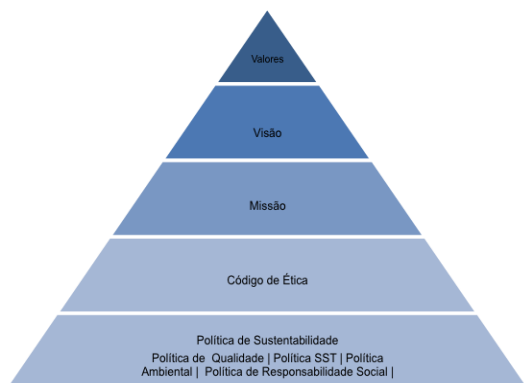 Valores
Visão
Missão
Código de Ética
Política de Sustentabilidade
Política de  Qualidade | Política SST | Política
Ambiental |  Política de Responsabilidade Social |